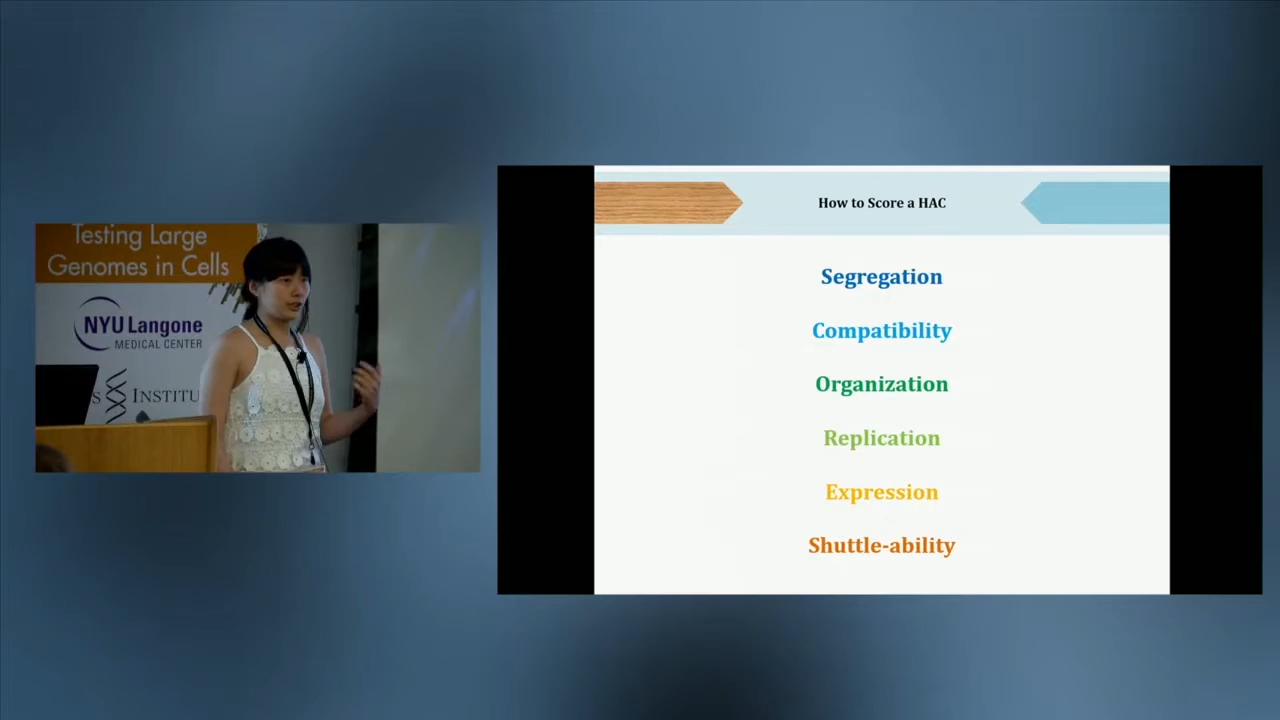 Testing Large
Genomes in Cells
NYU Langone
MEDICAL CENTER
S INSTITU
How to Score a HAC
Segregation
Compatibility
Organization
Replication
Expression
Shuttle-ability